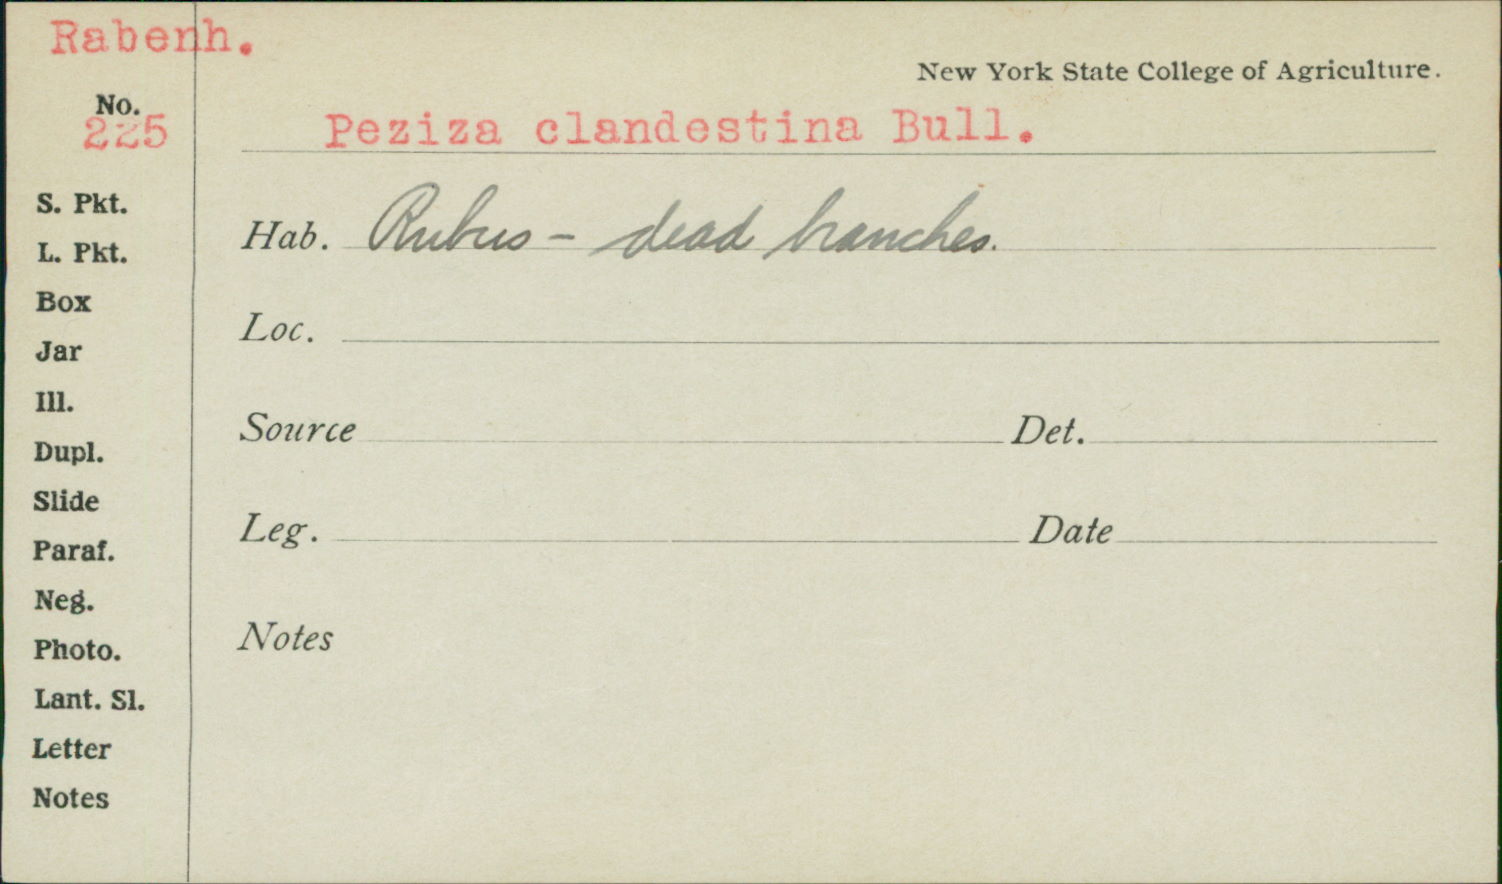 Rabenh.
New York State College of Agriculture.
No.
225
Peziza clandestina Bull.
S. Pkt.
Hab. Rubus - dead branches.
L. Pkt.
Box
Loc.
Jar
Ill.
Source Det.
Dupl.
Slide
Leg. Date
Paraf.
Neg.
Notes
Photo.
Lant. Sl.
Letter
Notes